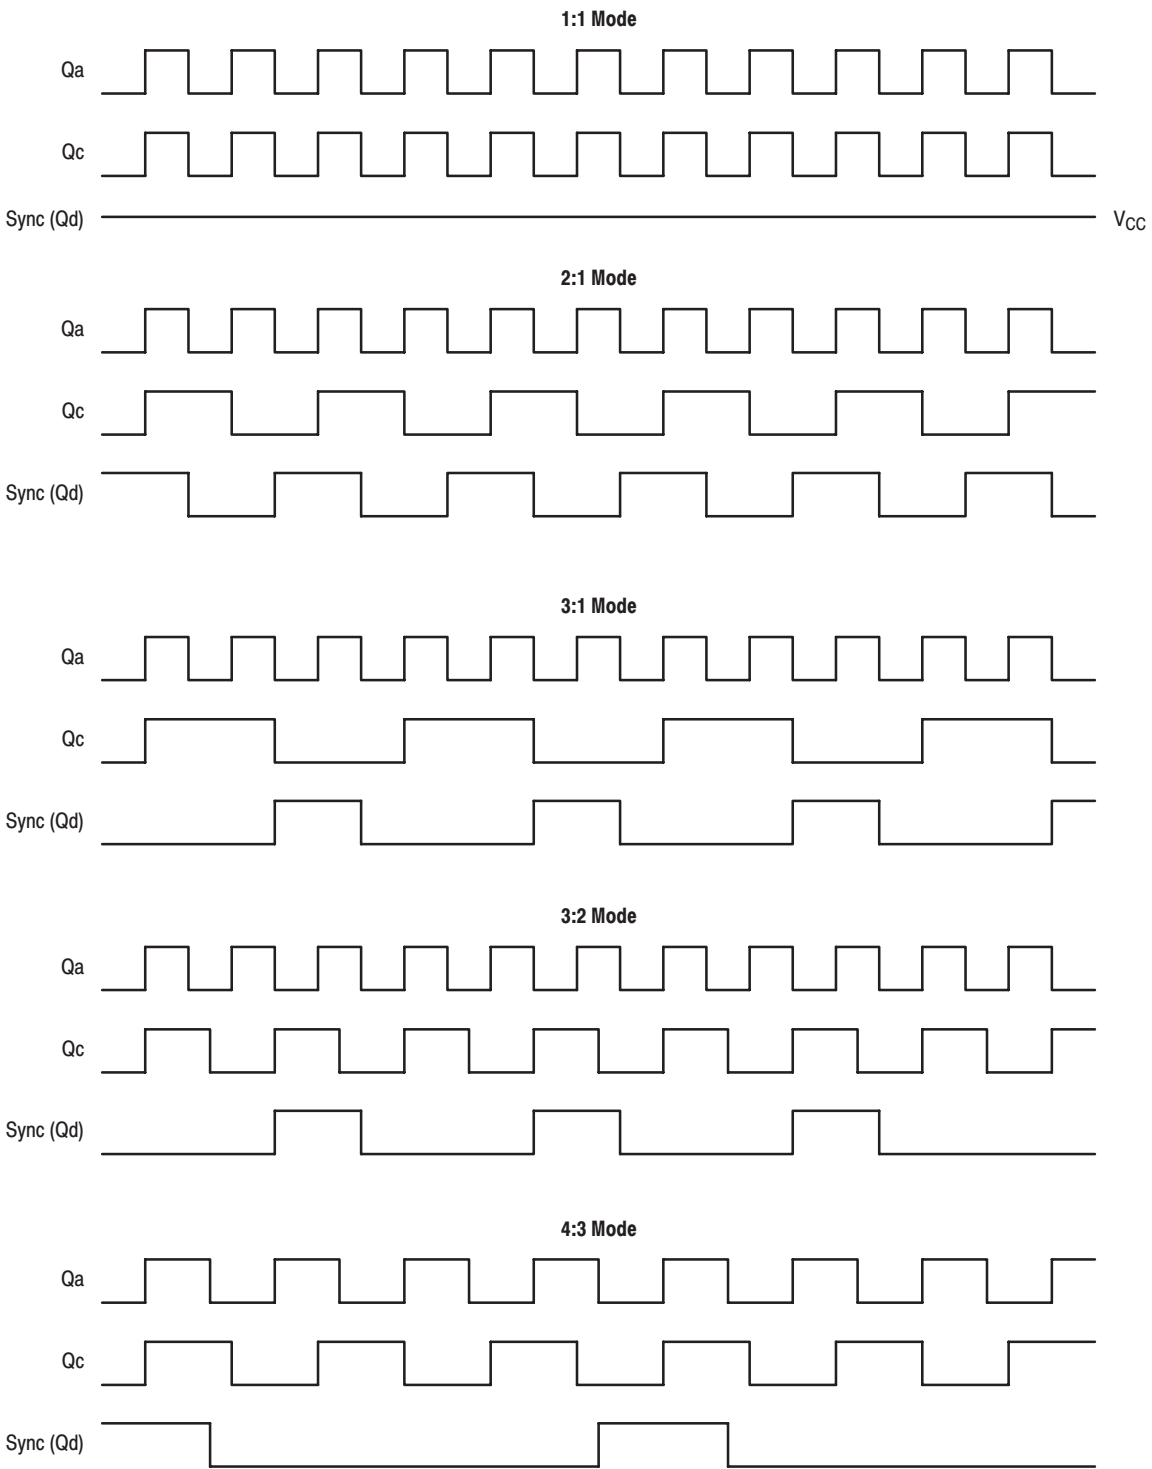 1:1 Mode
Qa
Qc
Sync (Qd)
VCC
2:1 Mode
Qa
Qc
Sync (Qd)
3:1 Mode
Qa
Qc
Sync (Qd)
3:2 Mode
Qa
Qc
Sync (Qd)
4:3 Mode
Qa
Qc
Sync (Qd)